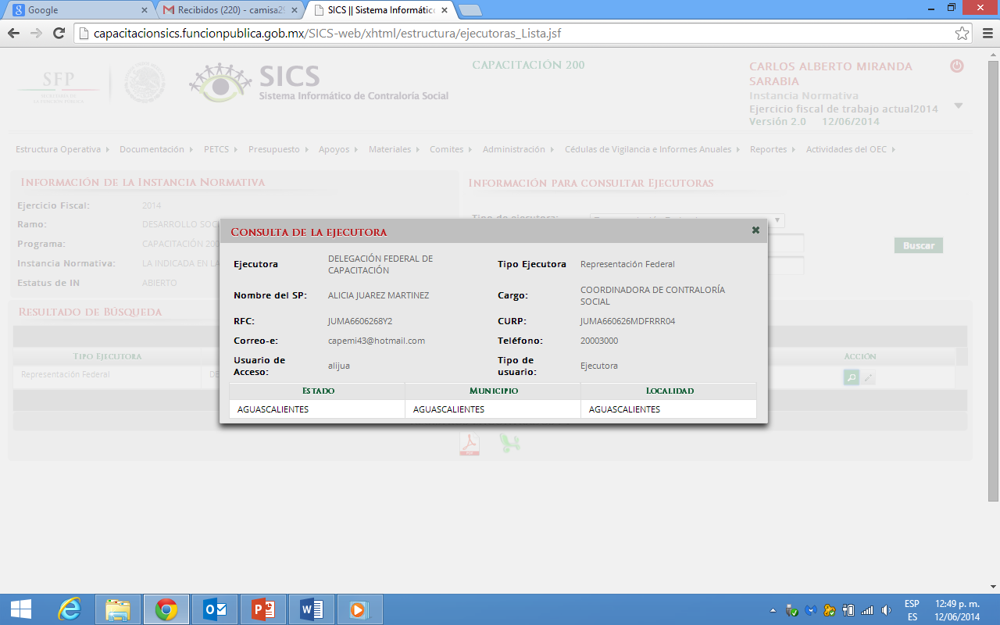 Google
Recibidos (220) - camisa29
SICS || Sistema Informátic
capacitacionsics.funcionpublica.gob.mx/SICS-web/xhtml/estructura/ejecutoras_Lista.jsf
SFP
SICS
Sistema Informático de Contraloría Social
CAPACITACIÓN 200
CARLOS ALBERTO MIRANDA
SARABIA
Instancia Normativa
Ejercicio fiscal de trabajo actual2014
Versión 2.0 12/06/2014
Estructura Operativa Documentación PETCS Presupuesto Apoyos Materiales Comites Administración Cédulas de Vigilancia e Informes Anuales Reportes Actividades del OEC
Información de la Instancia Normativa
Información para consultar Ejecutoras
Ejercicio Fiscal: 2014
Tipo de ejecutora:
Ramo: DESARROLLO SOC
Programa: CAPACITACIÓN 200
Buscar
Instancia Normativa: LA INDICADA EN LA
Estatus de IN ABIERTO
Consulta de la ejecutora
Ejecutora DELEGACIÓN FEDERAL DE CAPACITACIÓN Tipo Ejecutora Representación Federal
Nombre del SP: ALICIA JUAREZ MARTINEZ Cargo: COORDINADORA DE CONTRALORÍA SOCIAL
RFC: JUMA6606268Y2 CURP: JUMA660626MDFRRR04
Correo-e: capemi43@hotmail.com Teléfono: 20003000
Usuario de Acceso: alijua Tipo de usuario: Ejecutora
Estado Municipio Localidad
AGUASCALIENTES AGUASCALIENTES AGUASCALIENTES
Resultado de Búsqueda
Tipo Ejecutora Acción
Representación Federal DE
ESP 12:49 p. m.
ES 12/06/2014